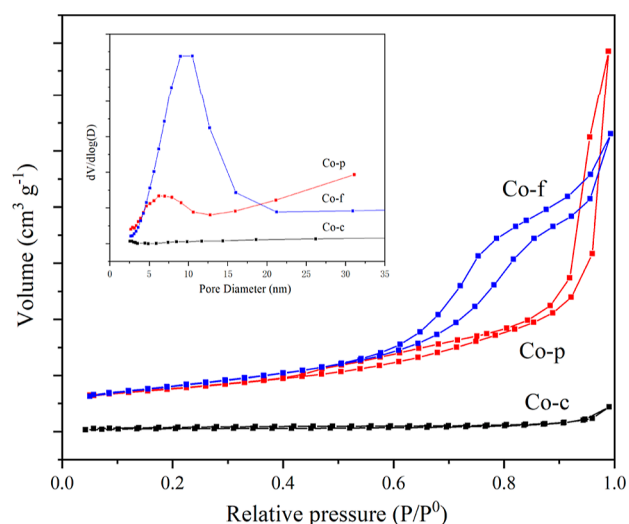 dV/dlog(D)
Co-p
Co-f
Co-c
0 5 10 15 20 25 30 35
Pore Diameter (nm)
Volume (cm³ g⁻¹)
Co-f
Co-p
Co-c
0.0 0.2 0.4 0.6 0.8 1.0
Relative pressure (P/P⁰)